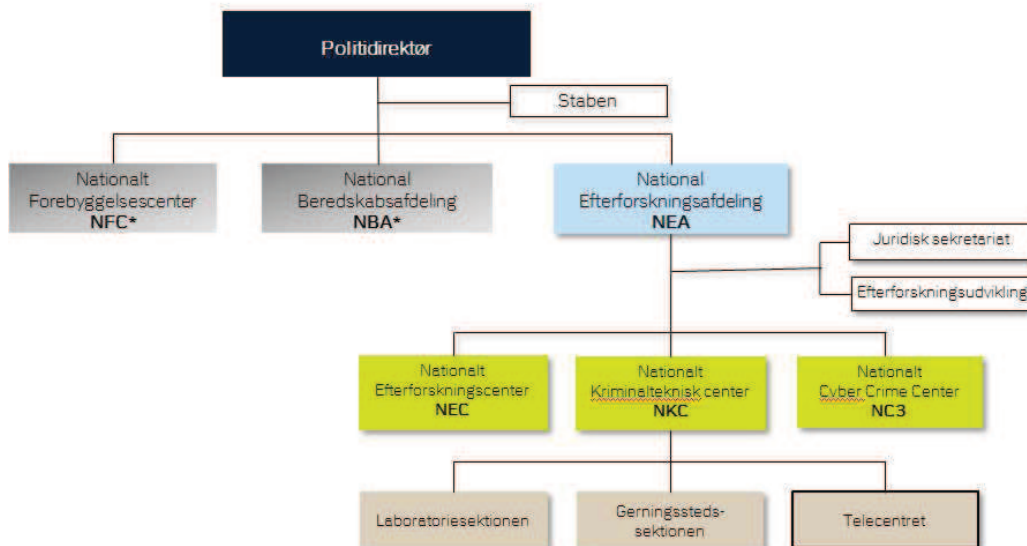 Politidirektør
Staben
Nationalt
Forebyggelsescenter
NFC*
National
Beredskabsafdeling
NBA*
National
Efterforskningsafdeling
NEA
Juridisk sekretariat
Efterforskningsudvikling
Nationalt
Efterforskningscenter
NEC
Nationalt
Kriminalteknisk center
NKC
Nationalt
Cyber Crime Center
NC3
Laboratoriesektionen
Gerningssteds-
sektionen
Telecentret